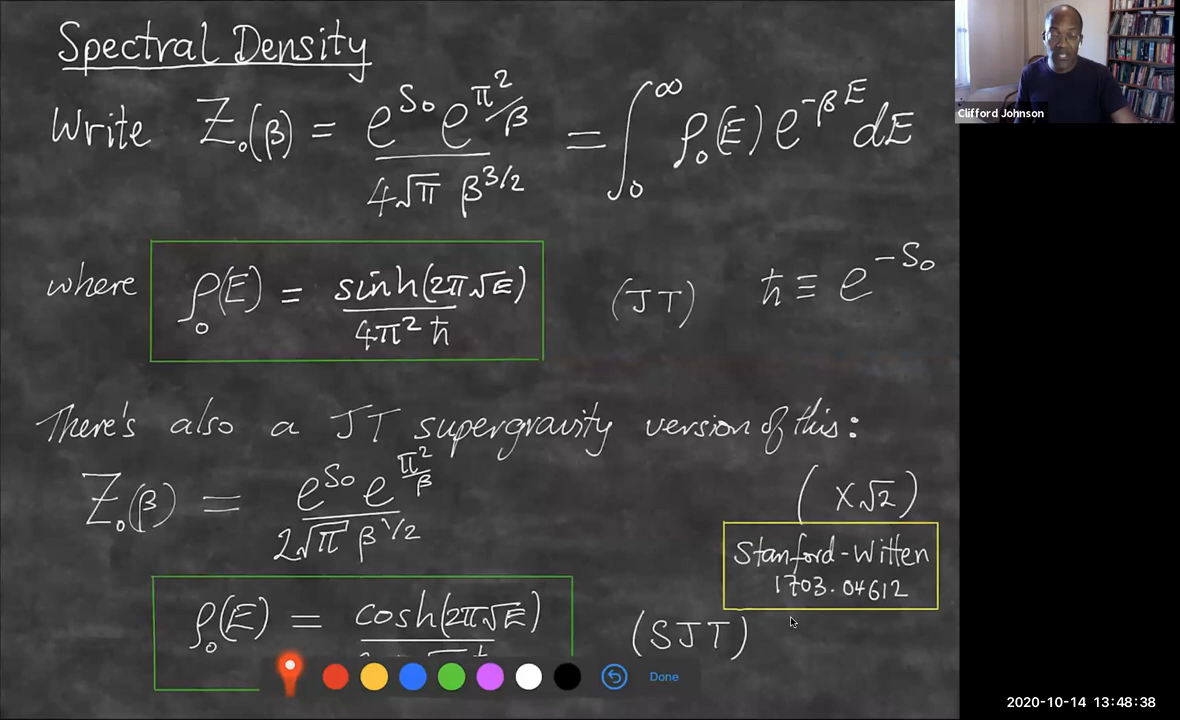 Spectral Density
Write Z₀(β) = e^{S₀} e^{π²/β} / 4√π β^{3/2} = ∫₀^∞ ρ₀(E) e^{-βE} dE
where ρ₀(E) = sinh(2π√E) / 4π² ħ (JT) ħ ≡ e^{-S₀}
There's also a JT supergravity version of this:
Z₀(β) = e^{S₀} e^{π²/β} / 2√π β^{1/2} (×√2)
Stanford-Witten
1703.04612
ρ₀(E) = cosh(2π√E) (SJT)
Done
Clifford Johnson
2020-10-14 13:48:38